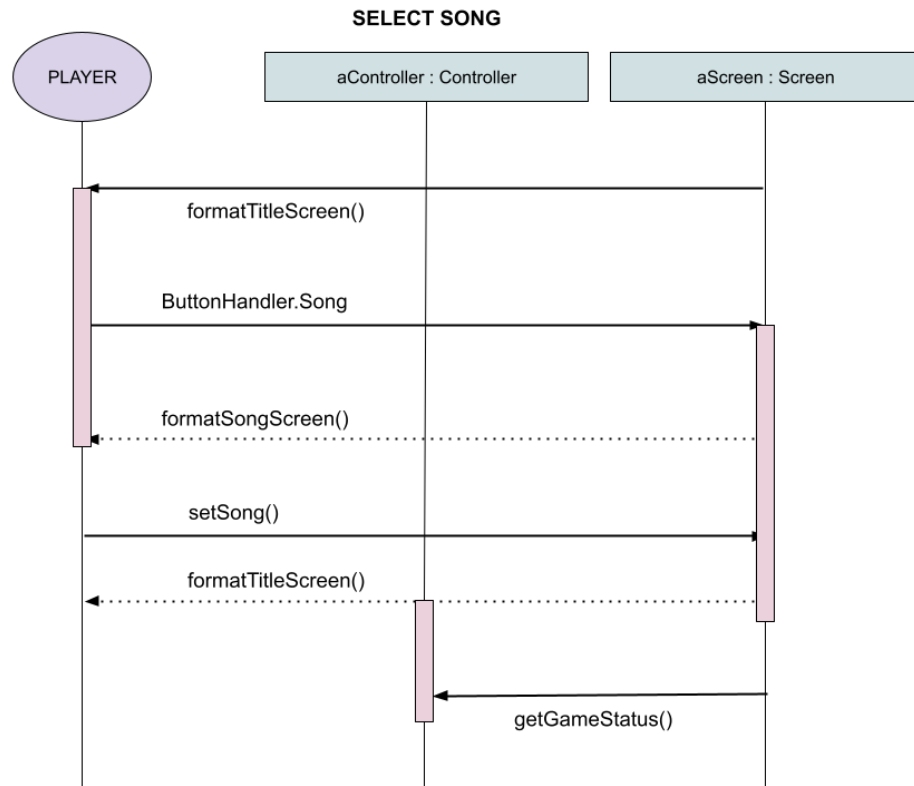 SELECT SONG
PLAYER
aController : Controller
aScreen : Screen
formatTitleScreen()
ButtonHandler.Song
formatSongScreen()
setSong()
formatTitleScreen()
getGameStatus()